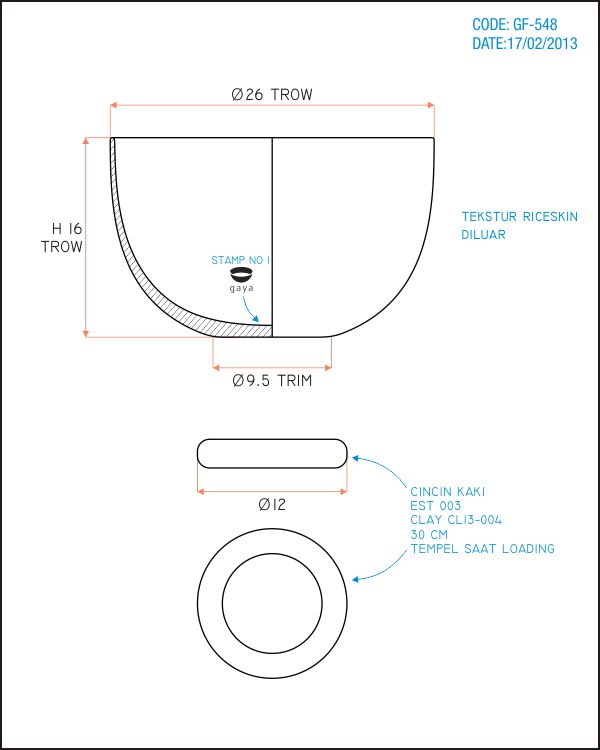 CODE: GF-548
DATE:17/02/2013
Ø26 TROW
H 16
TROW
TEKSTUR RICESKIN
DILUAR
STAMP NO 1
gaya
Ø9.5 TRIM
Ø12
CINCIN KAKI
EST 003
CLAY CL13-004
30 CM
TEMPEL SAAT LOADING